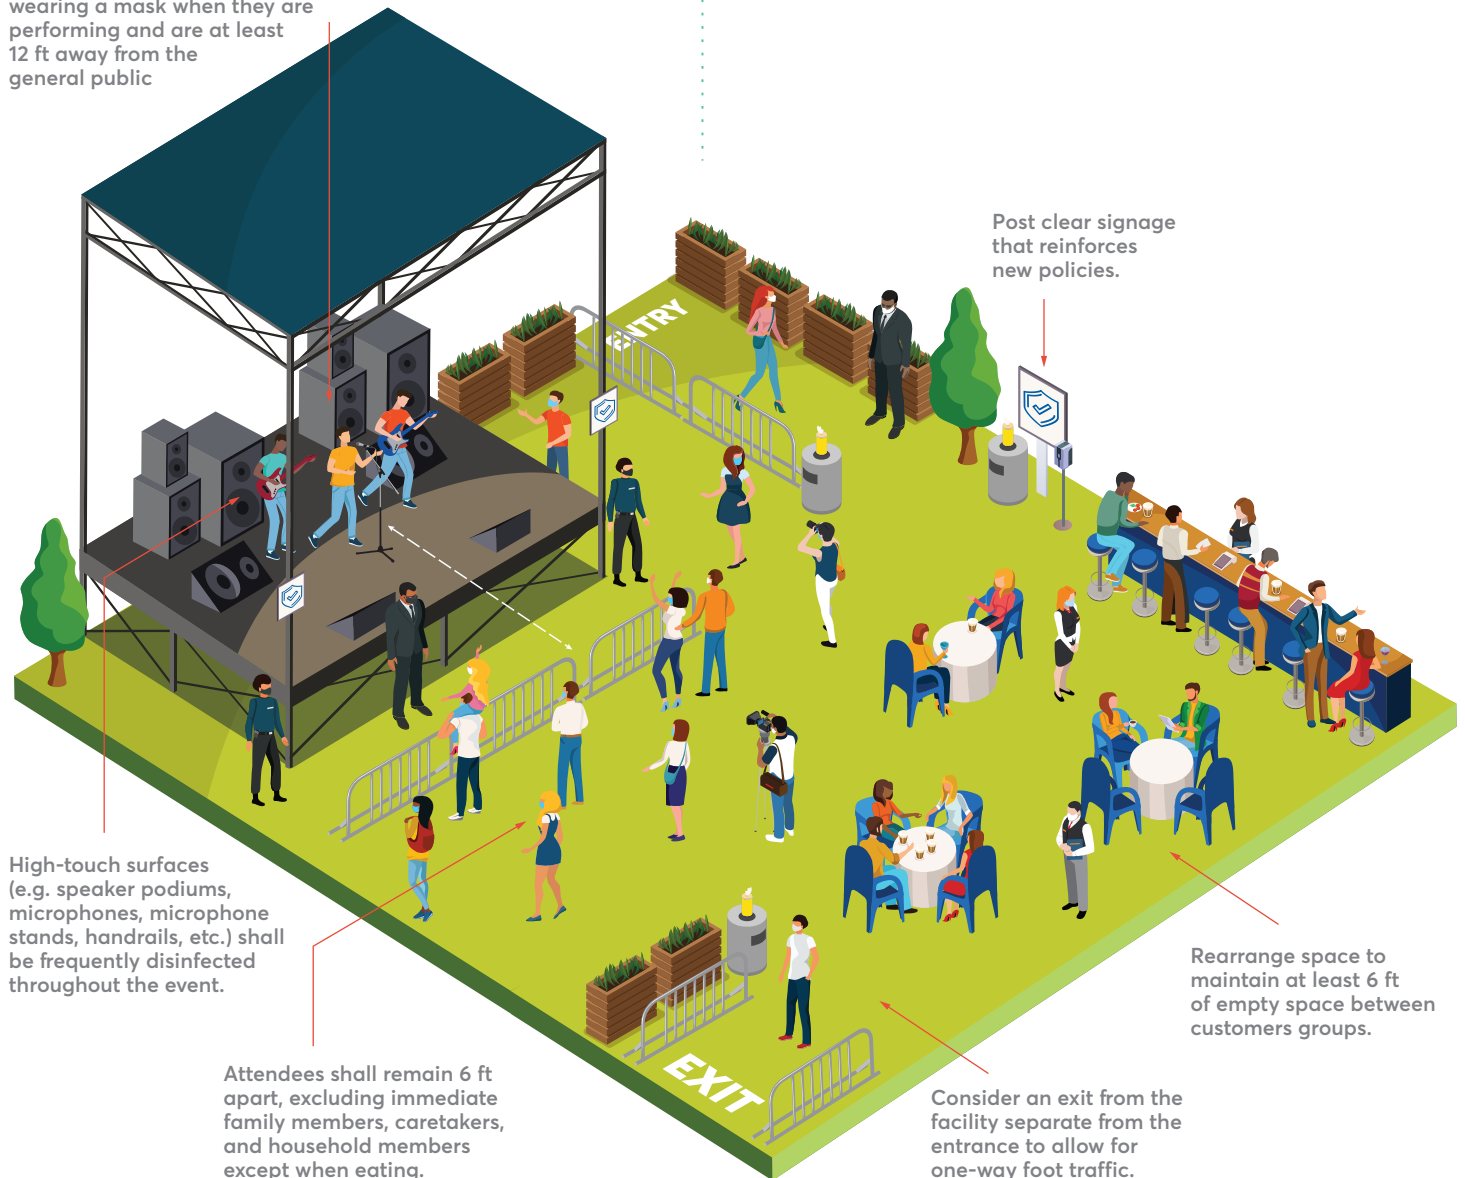 wearing a mask when they are
performing and are at least
12 ft away from the
general public
Post clear signage
that reinforces
new policies.
ENTRY
High-touch surfaces
(e.g. speaker podiums,
microphones, microphone
stands, handrails, etc.) shall
be frequently disinfected
throughout the event.
Rearrange space to
maintain at least 6 ft
of empty space between
customers groups.
EXIT
Attendees shall remain 6 ft
apart, excluding immediate
family members, caretakers,
and household members
except when eating.
Consider an exit from the
facility separate from the
entrance to allow for
one-way foot traffic.